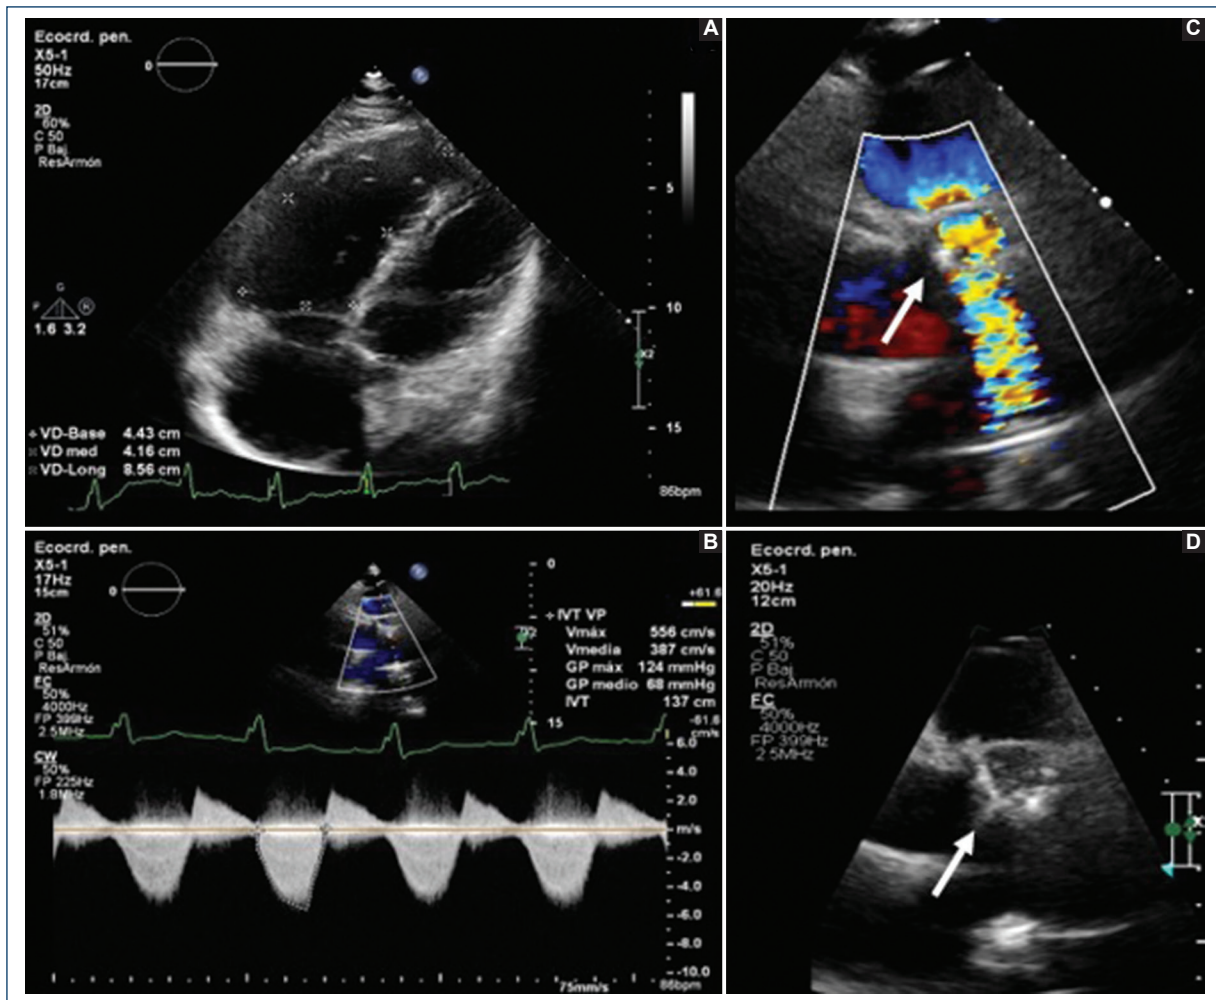 A
Ecocrd. pen.
X5-1
50Hz
17cm
0
2D
60%
C 50
P Baj.
ResArmón
G
P
R
1.6 3.2
5
10
X2
15
VD-Base 4.43 cm
VD med 4.16 cm
VD-Long 8.56 cm
86bpm
C
B
Ecocrd. pen.
X5-1
17Hz
15cm
0
2D
51%
C 50
P Baj.
ResArmón
FC
50%
4000Hz
FP 399Hz
2.5MHz
CW
50%
FP 225Hz
1.8MHz
0
15
+61.6
IVT VP
Vmáx 556 cm/s
Vmedia 387 cm/s
GP máx 124 mmHg
GP medio 68 mmHg
IVT 137 cm
-61.6
cm/s
6.0
4.0
2.0
m/s
-2.0
-4.0
-6.0
-8.0
-10.0
75mm/s
86bpm
D
Ecocrd. pen.
X5-1
20Hz
12cm
2D
51%
C 50
P Baj.
ResArmón
FC
50%
4000Hz
FP 399Hz
2.5MHz
X